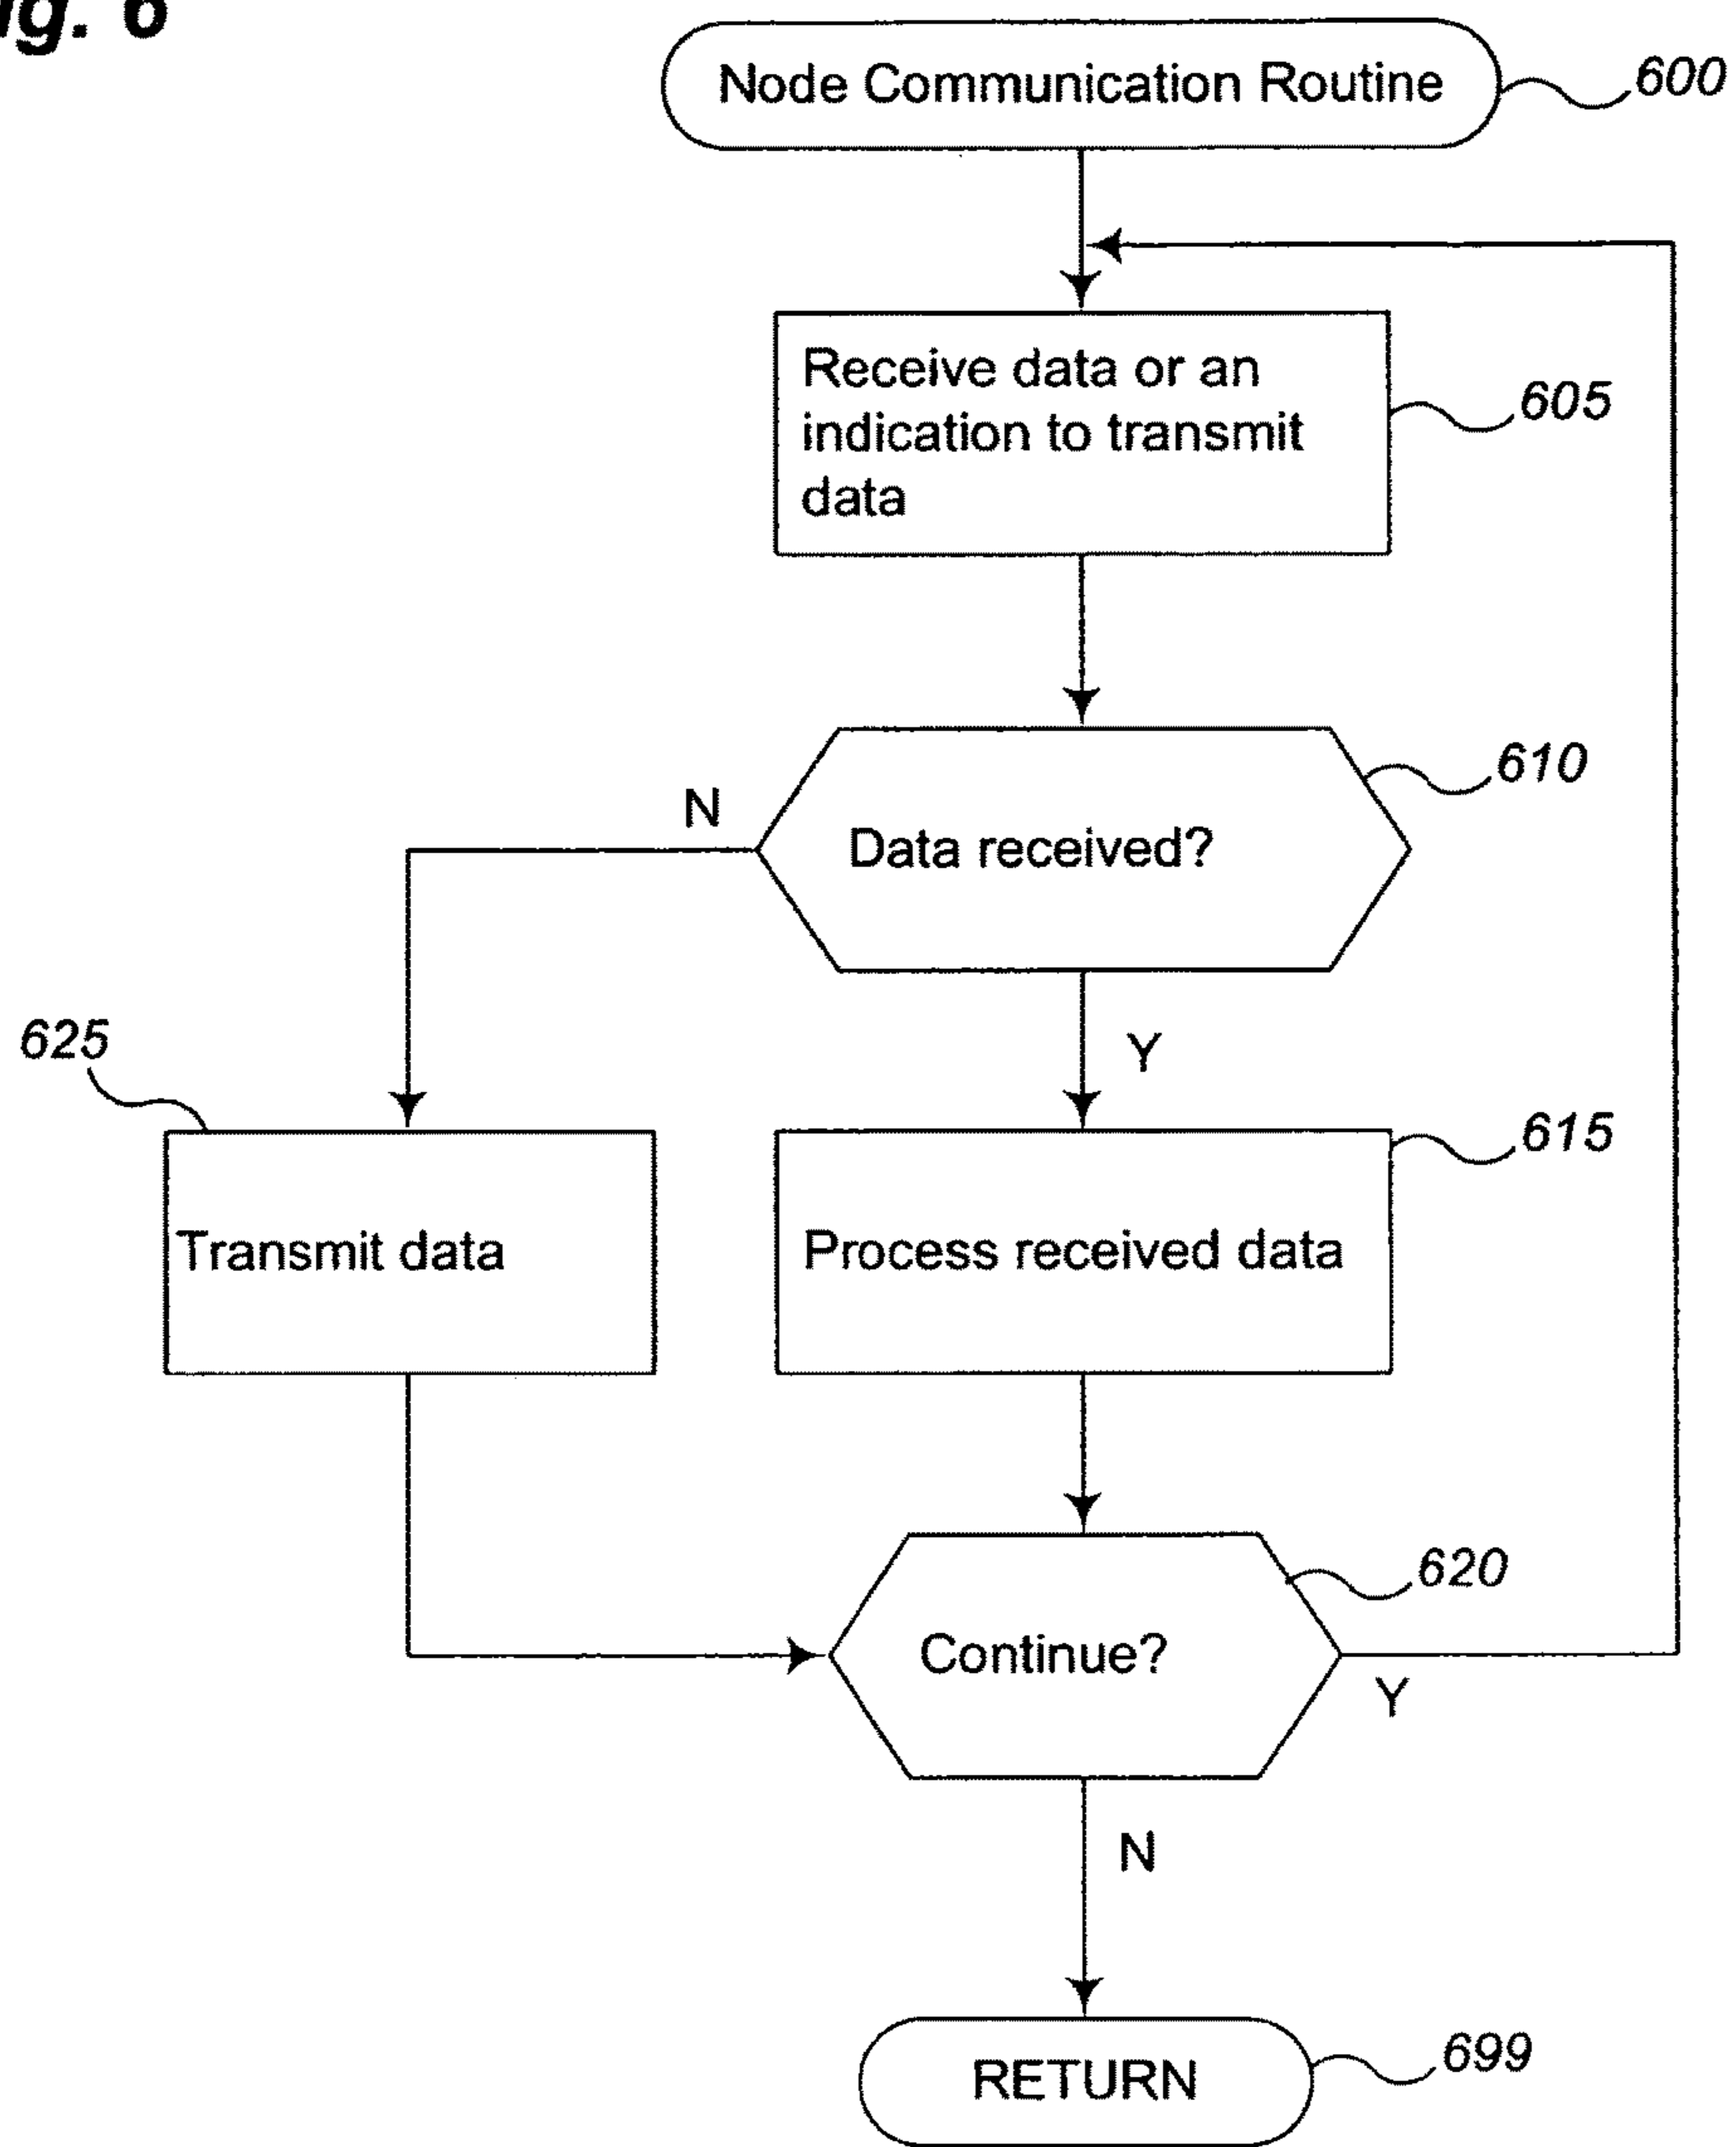 6
Node Communication Routine
600
Receive data or an
indication to transmit
data
605
610
N
Data received?
625
Y
615
Transmit data
Process received data
620
Continue?
Y
N
RETURN
699